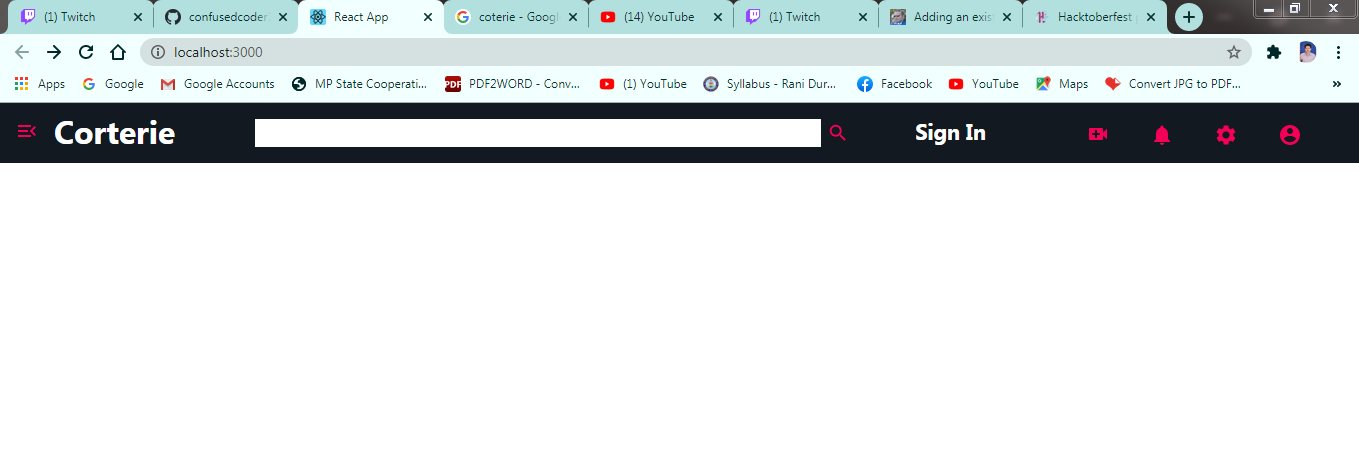 (1) Twitch confusedcoder React App coterie - Googl (14) YouTube (1) Twitch Adding an exis Hacktoberfest
localhost:3000
Apps Google Google Accounts MP State Cooperati... PDF PDF2WORD - Conv... (1) YouTube Syllabus - Rani Dur... Facebook YouTube Maps Convert JPG to PDF...
Corterie Sign In